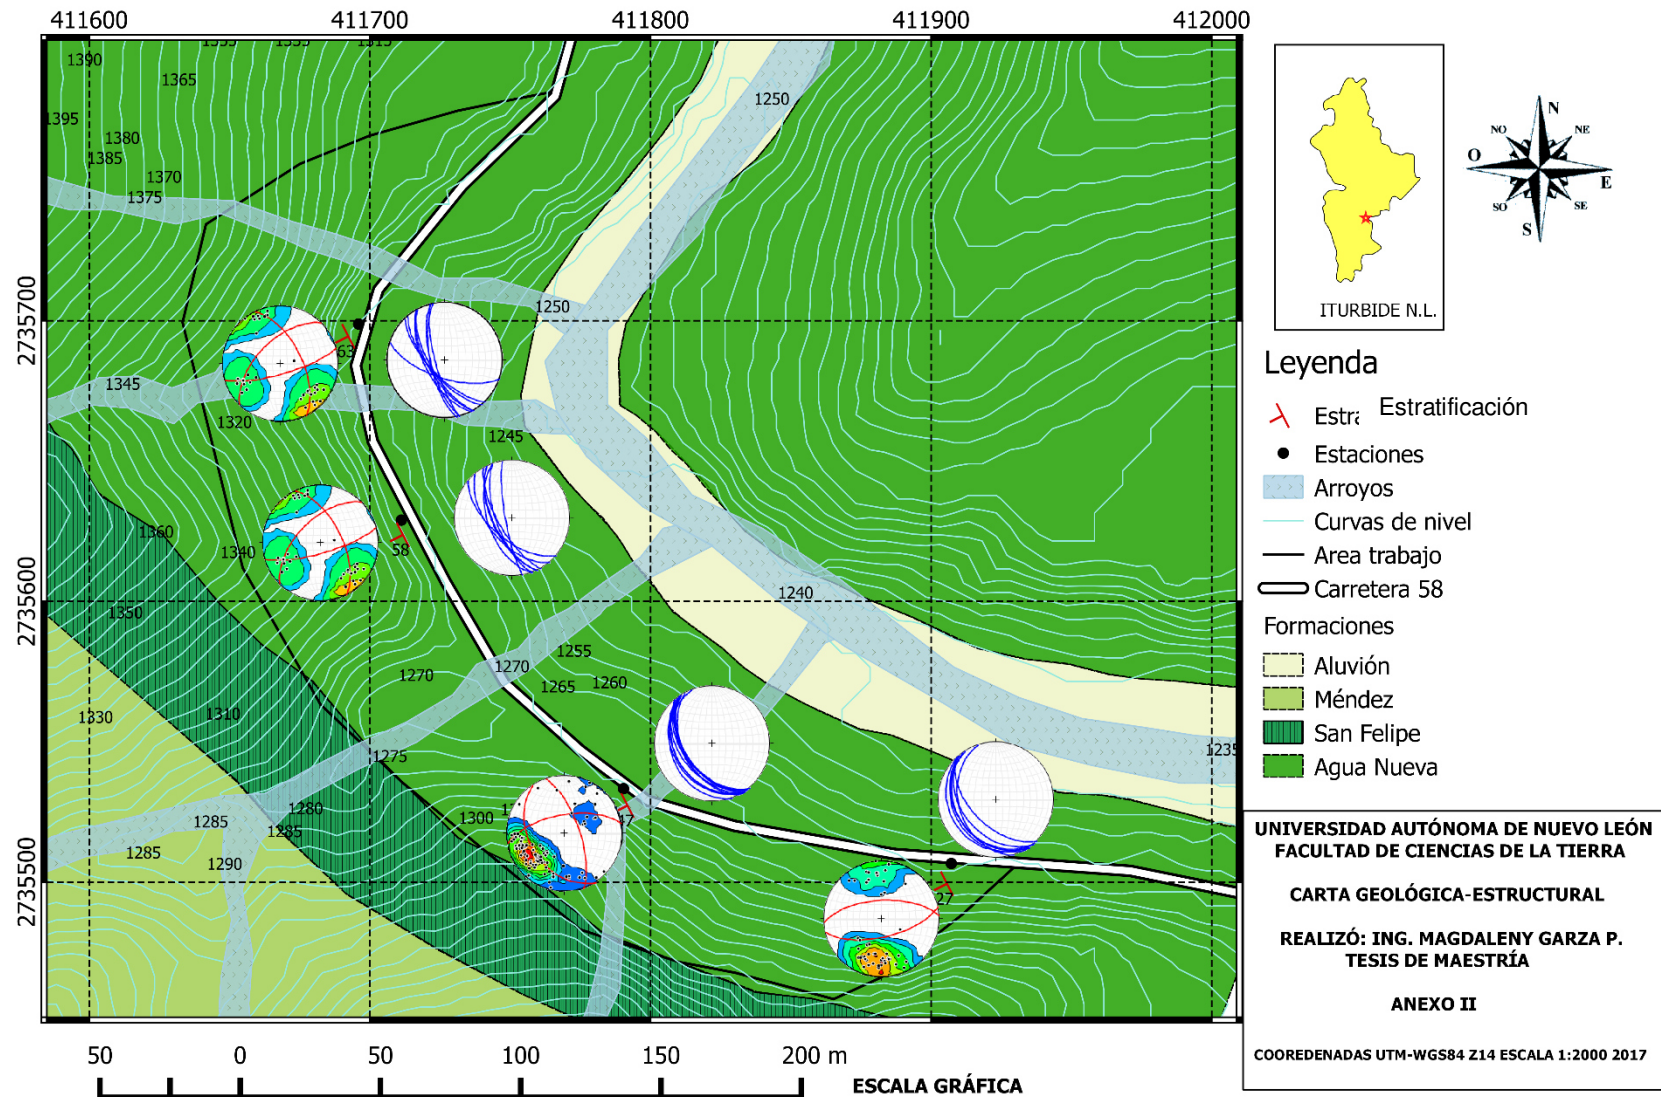 411600 411700 411800 411900 412000
1355 1335 1315
1390
1365
1250
1395
1380
1385
1370
1375
N
NO NE
O E
SO SE
S
2735700
1250
ITURBIDE N.L.
63
1345
1320
1245
Leyenda
Estra Estratificación
Estaciones
Arroyos
Curvas de nivel
Area trabajo
Carretera 58
Formaciones
Aluvión
Méndez
San Felipe
Agua Nueva
1360
1340
58
2735600
1350
1240
1255
1270
1270
1265 1260
1330
1310
1275
1235
1280
1285
1285
1300
47
1285
1290
2735500
27
UNIVERSIDAD AUTÓNOMA DE NUEVO LEÓN
FACULTAD DE CIENCIAS DE LA TIERRA
CARTA GEOLÓGICA-ESTRUCTURAL
REALIZÓ: ING. MAGDALENY GARZA P.
TESIS DE MAESTRÍA
ANEXO II
COOREDENADAS UTM-WGS84 Z14 ESCALA 1:2000 2017
50 0 50 100 150 200 m
ESCALA GRÁFICA